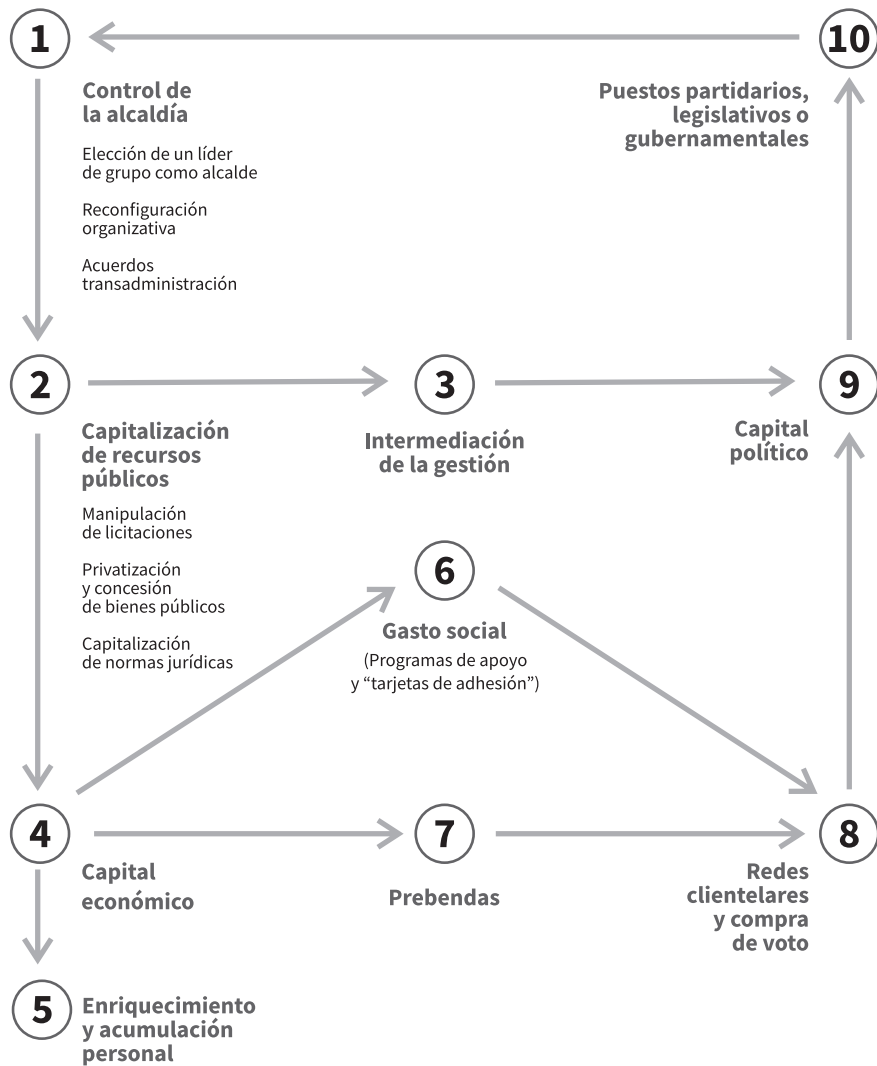 1
10
Control de
la alcaldía
Elección de un líder
de grupo como alcalde
Reconfiguración
organizativa
Acuerdos
transadministración
Puestos partidarios,
legislativos o
gubernamentales
2
3
9
Capitalización
de recursos
públicos
Manipulación
de licitaciones
Privatización
y concesión
de bienes públicos
Capitalización
de normas jurídicas
Intermediación
de la gestión
Capital
político
6
Gasto social
(Programas de apoyo
y “tarjetas de adhesión”)
4
7
8
Capital
económico
Prebendas
Redes
clientelares
y compra
de voto
5
Enriquecimiento
y acumulación
personal